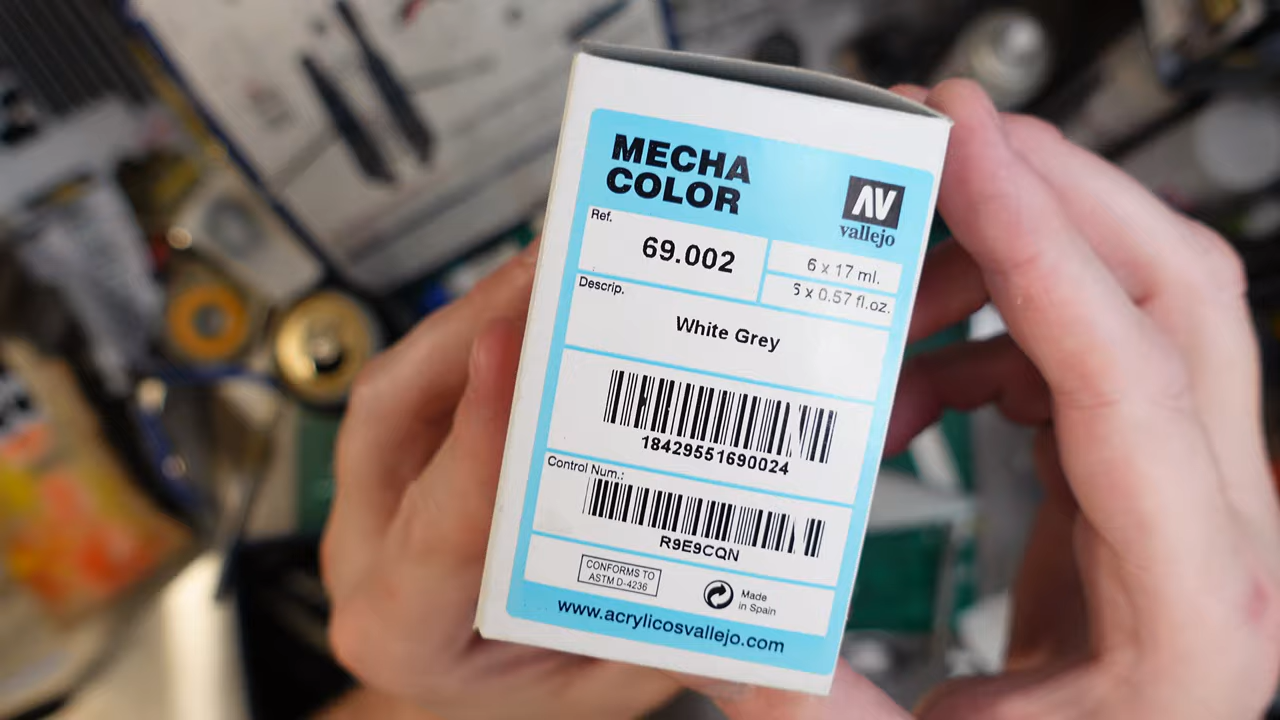 MECHA
COLOR
AV
vallejo
Ref.
69.002
6 x 17 ml.
6 x 0.57 fl.oz.
Descrip.
White Grey
18429551690024
Control Num.:
R9E9CQN
CONFORMS TO
ASTM D-4236
Made
in Spain
www.acrylicosvallejo.com